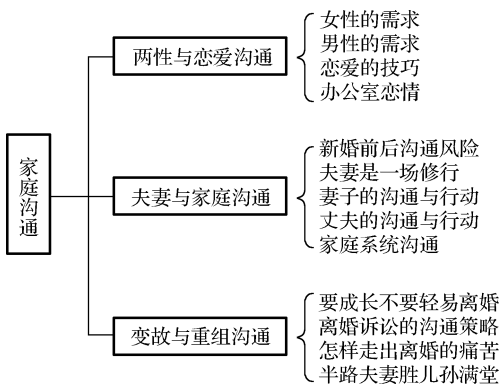 家庭沟通
两性与恋爱沟通
女性的需求
男性的需求
恋爱的技巧
办公室恋情
夫妻与家庭沟通
新婚前后沟通风险
夫妻是一场修行
妻子的沟通与行动
丈夫的沟通与行动
家庭系统沟通
变故与重组沟通
要成长不要轻易离婚
离婚诉讼的沟通策略
怎样走出离婚的痛苦
半路夫妻胜儿孙满堂